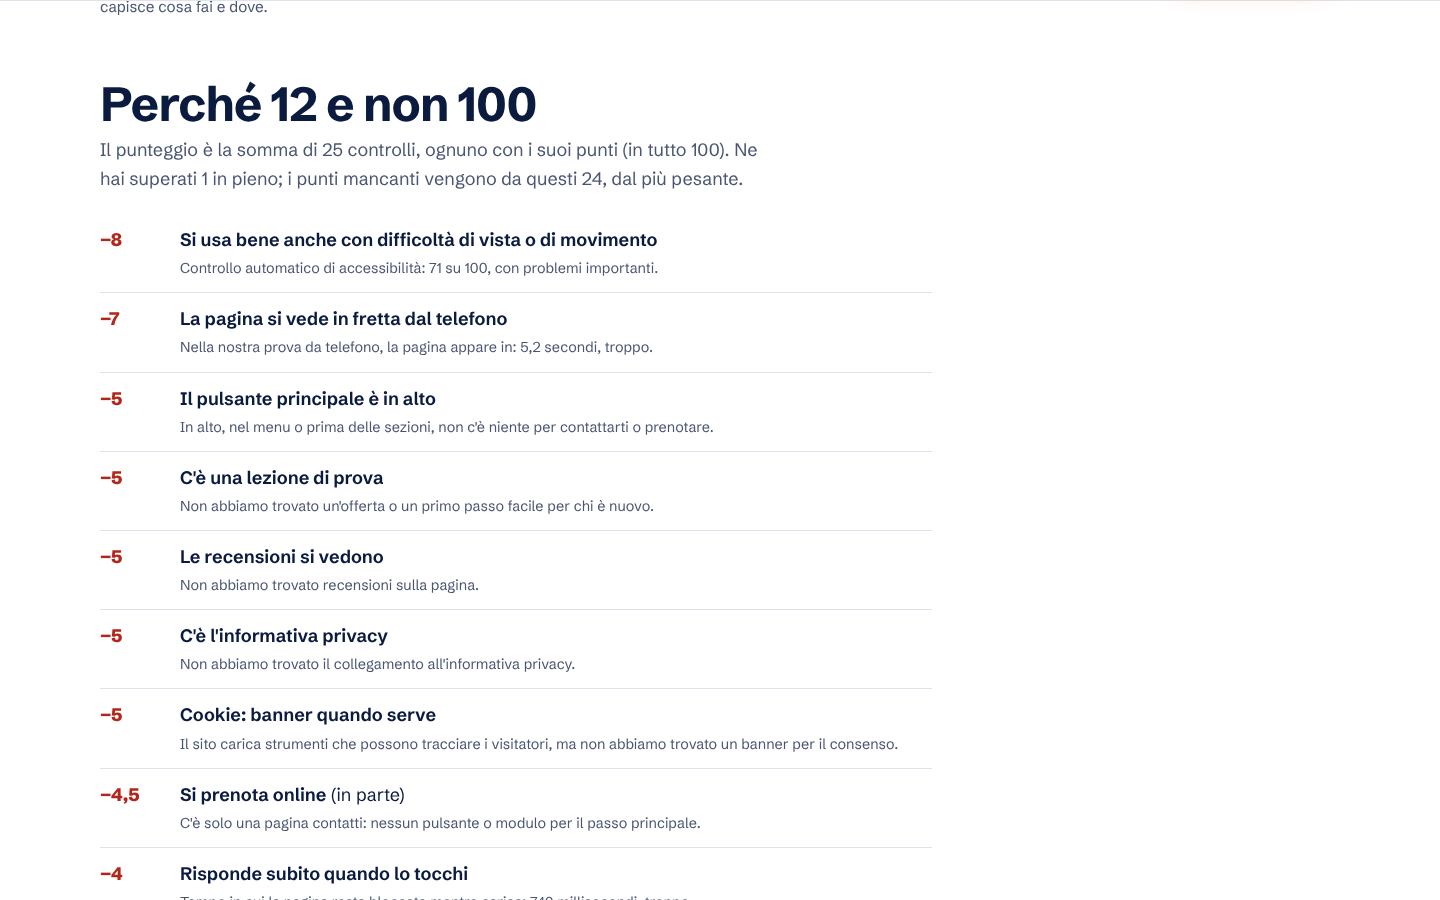 capisce cosa fai e dove.
Perché 12 e non 100
Il punteggio è la somma di 25 controlli, ognuno con i suoi punti (in tutto 100). Ne
hai superati 1 in pieno; i punti mancanti vengono da questi 24, dal più pesante.
−8
Si usa bene anche con difficoltà di vista o di movimento
Controllo automatico di accessibilità: 71 su 100, con problemi importanti.
−7
La pagina si vede in fretta dal telefono
Nella nostra prova da telefono, la pagina appare in: 5,2 secondi, troppo.
−5
Il pulsante principale è in alto
In alto, nel menu o prima delle sezioni, non c'è niente per contattarti o prenotare.
−5
C'è una lezione di prova
Non abbiamo trovato un'offerta o un primo passo facile per chi è nuovo.
−5
Le recensioni si vedono
Non abbiamo trovato recensioni sulla pagina.
−5
C'è l'informativa privacy
Non abbiamo trovato il collegamento all'informativa privacy.
−5
Cookie: banner quando serve
Il sito carica strumenti che possono tracciare i visitatori, ma non abbiamo trovato un banner per il consenso.
−4,5
Si prenota online (in parte)
C'è solo una pagina contatti: nessun pulsante o modulo per il passo principale.
−4
Risponde subito quando lo tocchi